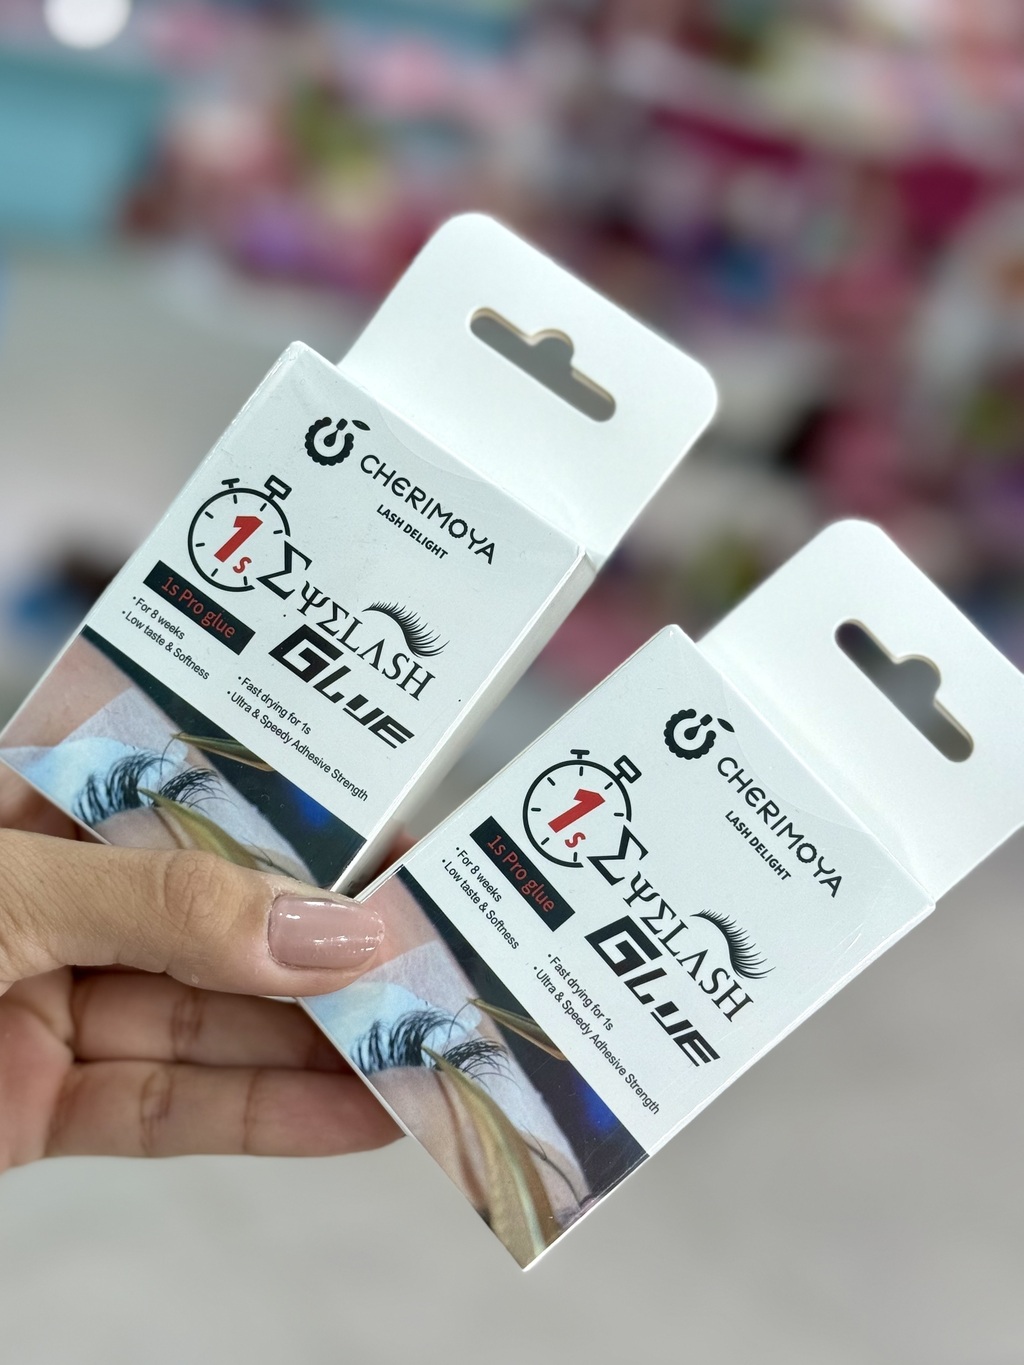 CHERIMOYA
LASH DELIGHT
1s
ΣΨΣLΛSH
GLUE
1s Pro glue
·For 8 weeks
·Low taste & Softness
·Fast drying for 1s
·Ultra & Speedy Adhesive Strength
CHERIMOYA
LASH DELIGHT
1s
ΣΨΣLΛSH
GLUE
1s Pro glue
·For 8 weeks
·Low taste & Softness
·Fast drying for 1s
·Ultra & Speedy Adhesive Strength